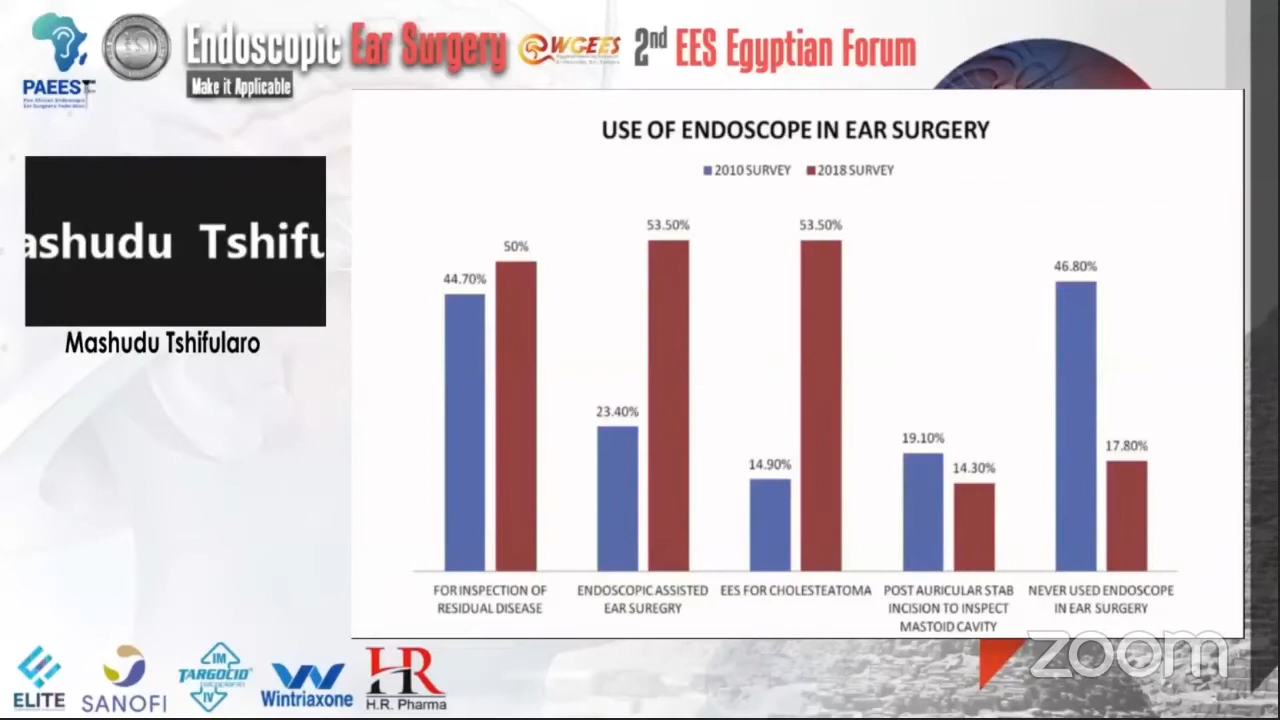 PAEEST
Endoscopic Ear Surgery
Make it Applicable
WGEES
2nd EES Egyptian Forum
ashudu Tshifu
Mashudu Tshifularo
USE OF ENDOSCOPE IN EAR SURGERY
2010 SURVEY
2018 SURVEY
44.70%
50%
23.40%
53.50%
14.90%
53.50%
19.10%
14.30%
46.80%
17.80%
FOR INSPECTION OF
RESIDUAL DISEASE
ENDOSCOPIC ASSISTED
EAR SUREGRY
EES FOR CHOLESTEATOMA
POST AURICULAR STAB
INCISION TO INSPECT
MASTOID CAVITY
NEVER USED ENDOSCOPE
IN EAR SURGERY
ELITE
SANOFI
IM
TARGOCID
IV
Wintriaxone
HR
H.R. Pharma
zoom